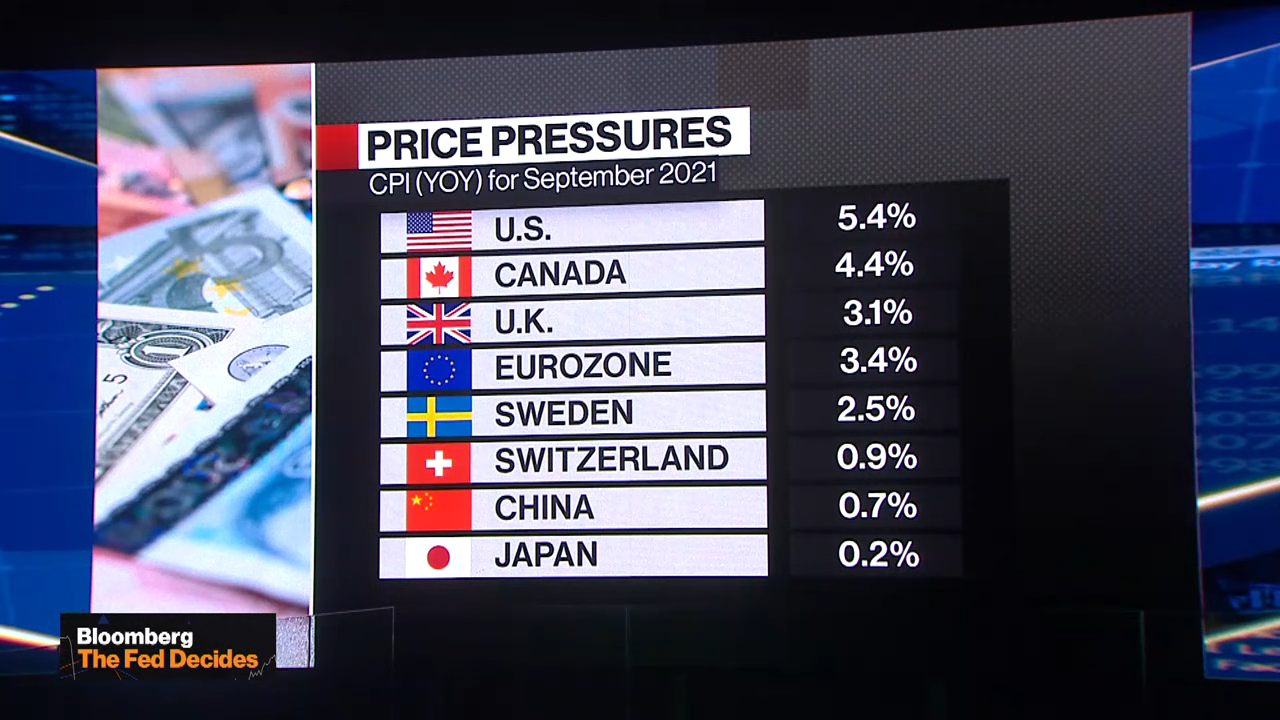 PRICE PRESSURES
CPI (YOY) for September 2021
U.S. 5.4%
CANADA 4.4%
U.K. 3.1%
EUROZONE 3.4%
SWEDEN 2.5%
SWITZERLAND 0.9%
CHINA 0.7%
JAPAN 0.2%
Bloomberg
The Fed Decides